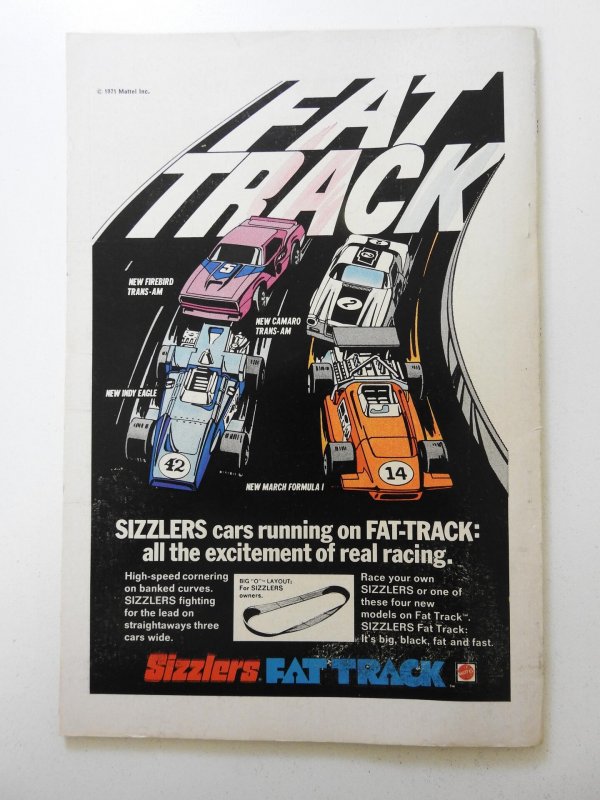 © 1971 Mattel Inc.
FAT
TRACK
5
2
NEW FIREBIRD
TRANS-AM
NEW CAMARO
TRANS-AM
NEW INDY EAGLE
42
14
NEW MARCH FORMULA I
SIZZLERS cars running on FAT-TRACK:
all the excitement of real racing.
High-speed cornering
on banked curves.
SIZZLERS fighting
for the lead on
straightaways three
cars wide.
BIG "O" LAYOUT:
For SIZZLERS
owners.
Race your own
SIZZLERS or one of
these four new
models on Fat Track™.
SIZZLERS Fat Track:
It's big, black, fat and fast.
Sizzlers FAT TRACK